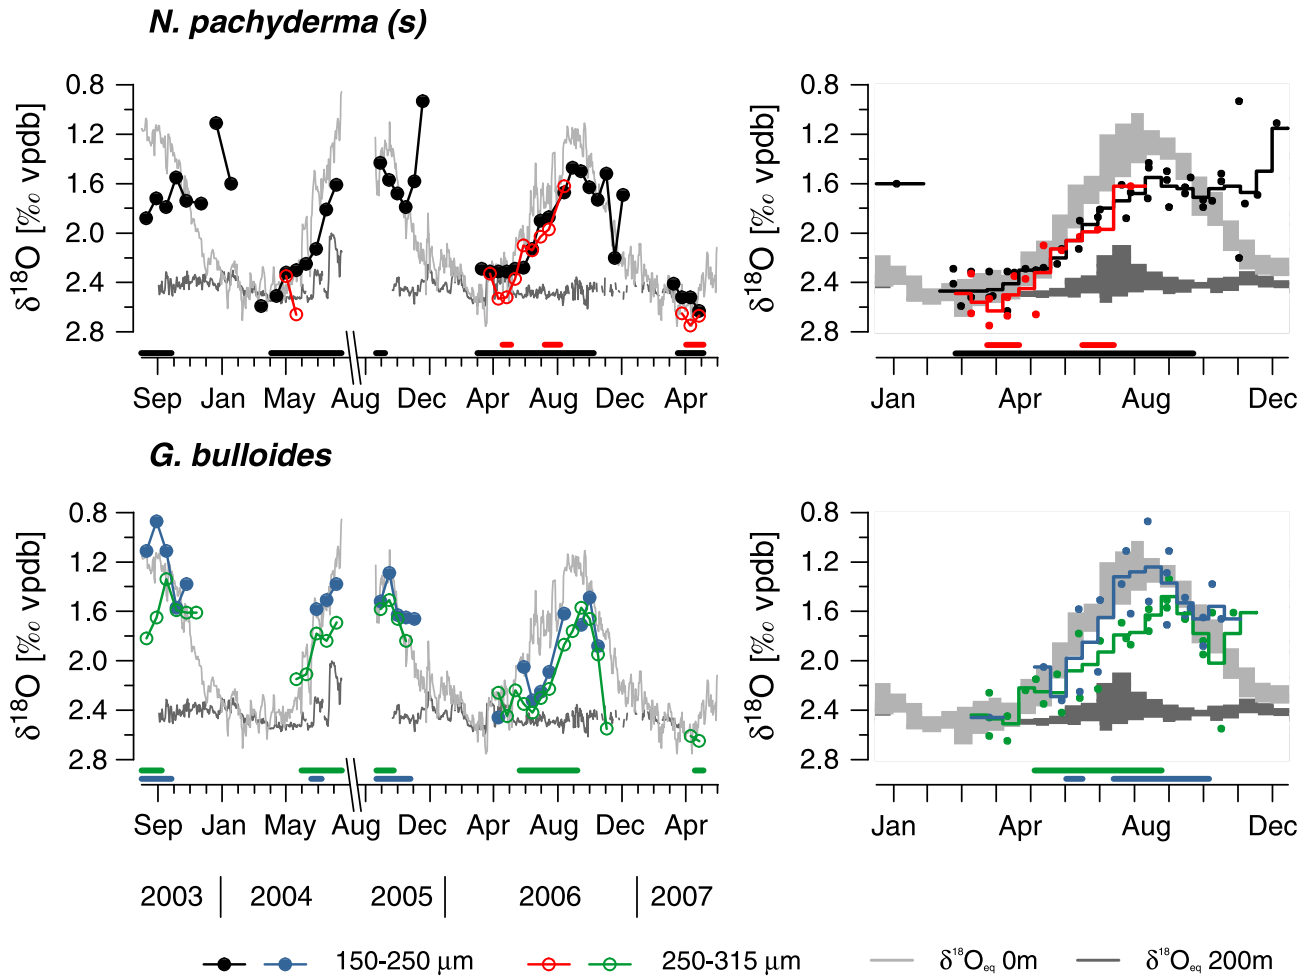 N. pachyderma (s)
δ18O [‰ vpdb]
0.8
1.2
1.6
2.0
2.4
2.8
Sep Jan May Aug Dec Apr Aug Dec Apr
δ18O [‰ vpdb]
0.8
1.2
1.6
2.0
2.4
2.8
Jan Apr Aug Dec
G. bulloides
δ18O [‰ vpdb]
0.8
1.2
1.6
2.0
2.4
2.8
Sep Jan May Aug Dec Apr Aug Dec Apr
δ18O [‰ vpdb]
0.8
1.2
1.6
2.0
2.4
2.8
Jan Apr Aug Dec
2003 2004 2005 2006 2007
150-250 μm 250-315 μm δ18Oeq 0m δ18Oeq 200m